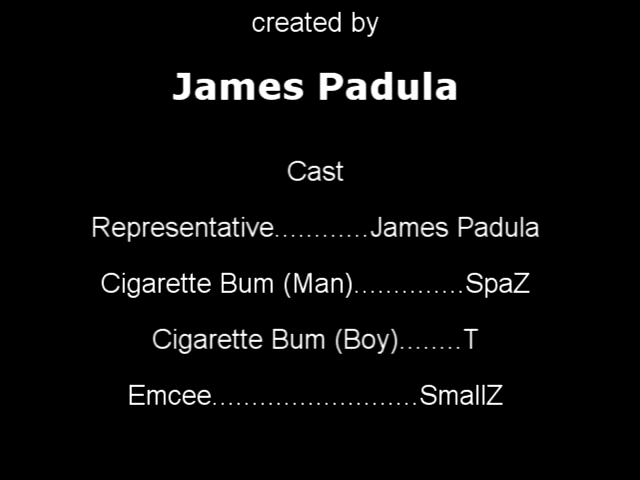 created by
James Padula
Cast
Representative............James Padula
Cigarette Bum (Man)..............SpaZ
Cigarette Bum (Boy)........T
Emcee..........................SmallZ